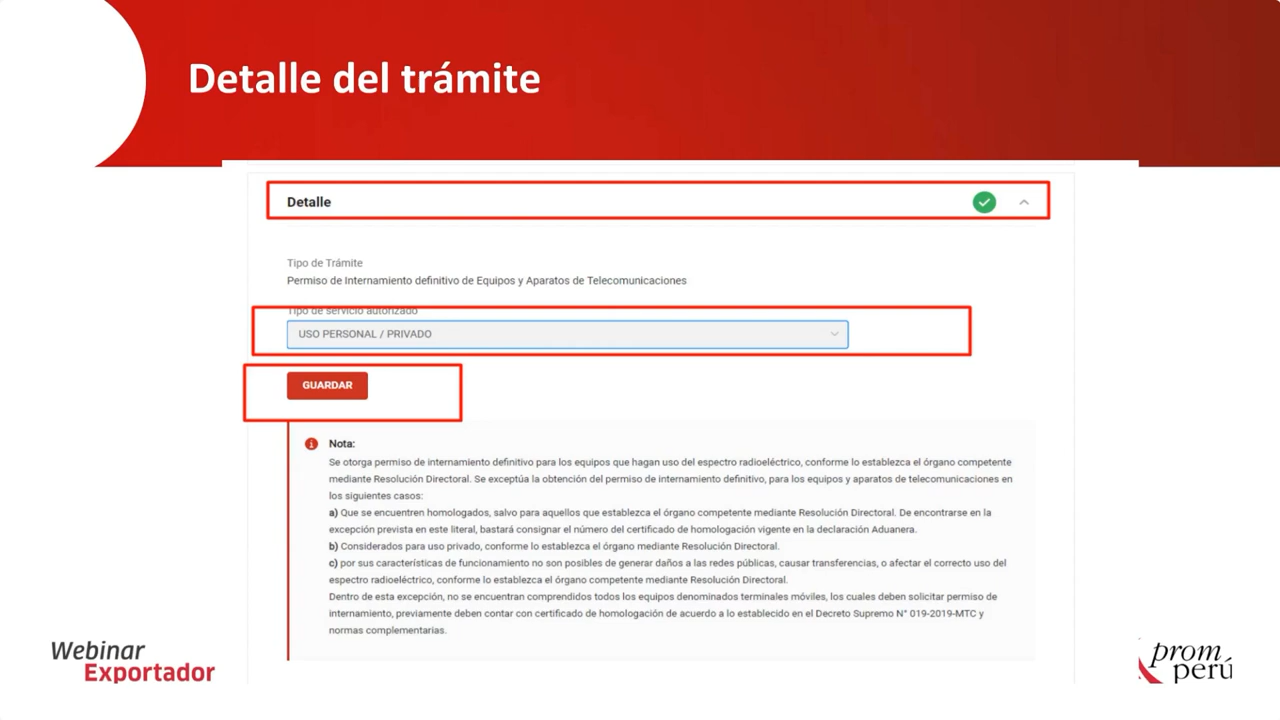 Detalle del trámite
Detalle
Tipo de Trámite
Permiso de Internamiento definitivo de Equipos y Aparatos de Telecomunicaciones
Tipo de servicio autorizado
USO PERSONAL / PRIVADO
GUARDAR
Nota:
Se otorga permiso de internamiento definitivo para los equipos que hagan uso del espectro radioeléctrico, conforme lo establezca el órgano competente
mediante Resolución Directoral. Se exceptúa la obtención del permiso de internamiento definitivo, para los equipos y aparatos de telecomunicaciones en
los siguientes casos:
a) Que se encuentren homologados, salvo para aquellos que establezca el órgano competente mediante Resolución Directoral. De encontrarse en la
excepción prevista en este literal, bastará consignar el número del certificado de homologación vigente en la declaración Aduanera.
b) Considerados para uso privado, conforme lo establezca el órgano mediante Resolución Directoral.
c) por sus características de funcionamiento no son posibles de generar daños a las redes públicas, causar transferencias, o afectar el correcto uso del
espectro radioeléctrico, conforme lo establezca el órgano competente mediante Resolución Directoral.
Dentro de esta excepción, no se encuentran comprendidos todos los equipos denominados terminales móviles, los cuales deben solicitar permiso de
internamiento, previamente deben contar con certificado de homologación de acuerdo a lo establecido en el Decreto Supremo N° 019-2019-MTC y
normas complementarias.
Webinar
Exportador
prom
perú